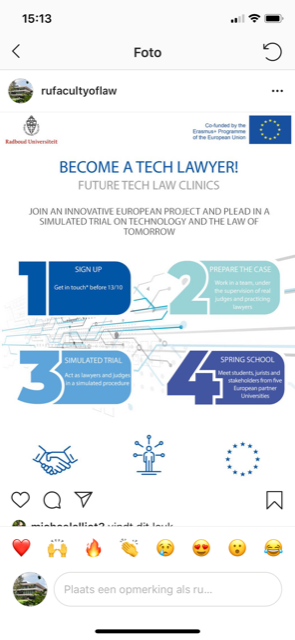 15:13
Foto
rufacultyoflaw
Radboud Universiteit
Co-funded by the
Erasmus+ Programme
of the European Union
BECOME A TECH LAWYER!
FUTURE TECH LAW CLINICS
JOIN AN INNOVATIVE EUROPEAN PROJECT AND PLEAD IN A
SIMULATED TRIAL ON TECHNOLOGY AND THE LAW OF
TOMORROW
1
SIGN UP
Get in touch* before 13/10
2
PREPARE THE CASE
Work in a team, under
the supervision of real
judges and practicing
lawyers
3
SIMULATED TRIAL
Act as lawyers and judges
in a simulated procedure
4
SPRING SCHOOL
Meet students, jurists and
stakeholders from five
European partner
Universities
vindt dit leuk
Plaats een opmerking als ru...